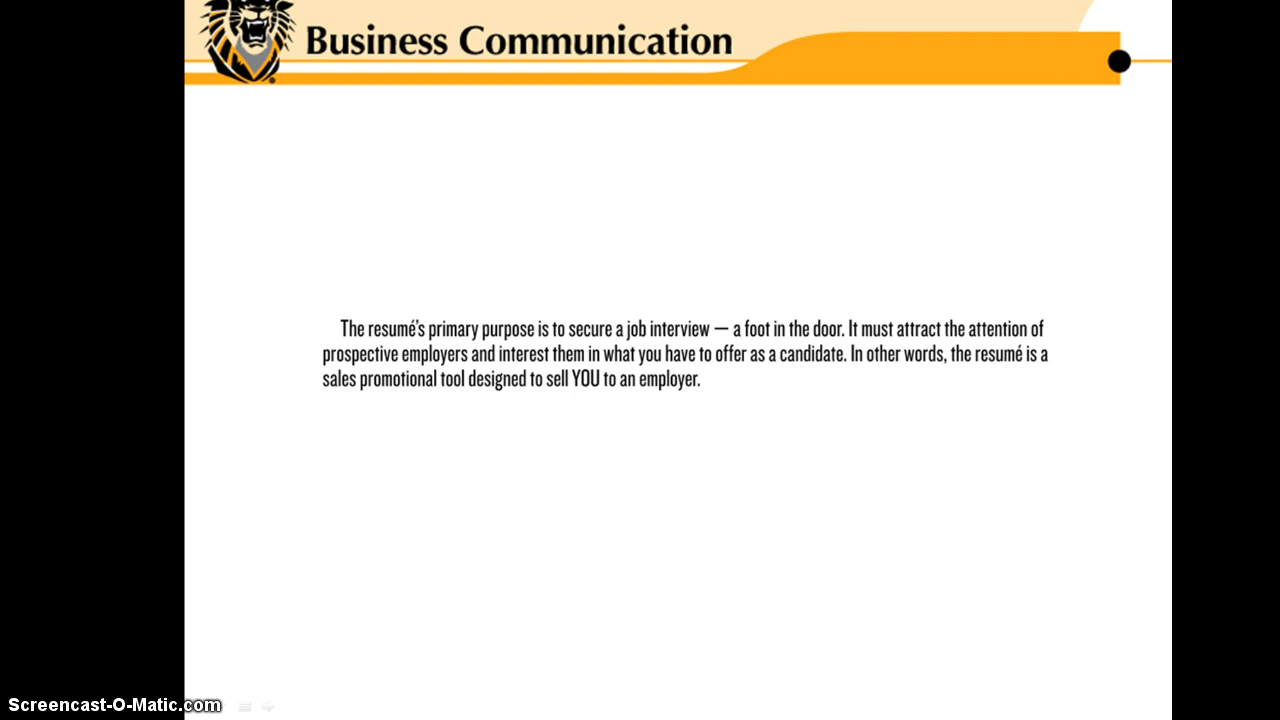 Business Communication
The resumé's primary purpose is to secure a job interview — a foot in the door. It must attract the attention of
prospective employers and interest them in what you have to offer as a candidate. In other words, the resumé is a
sales promotional tool designed to sell YOU to an employer.
Screencast-O-Matic.com